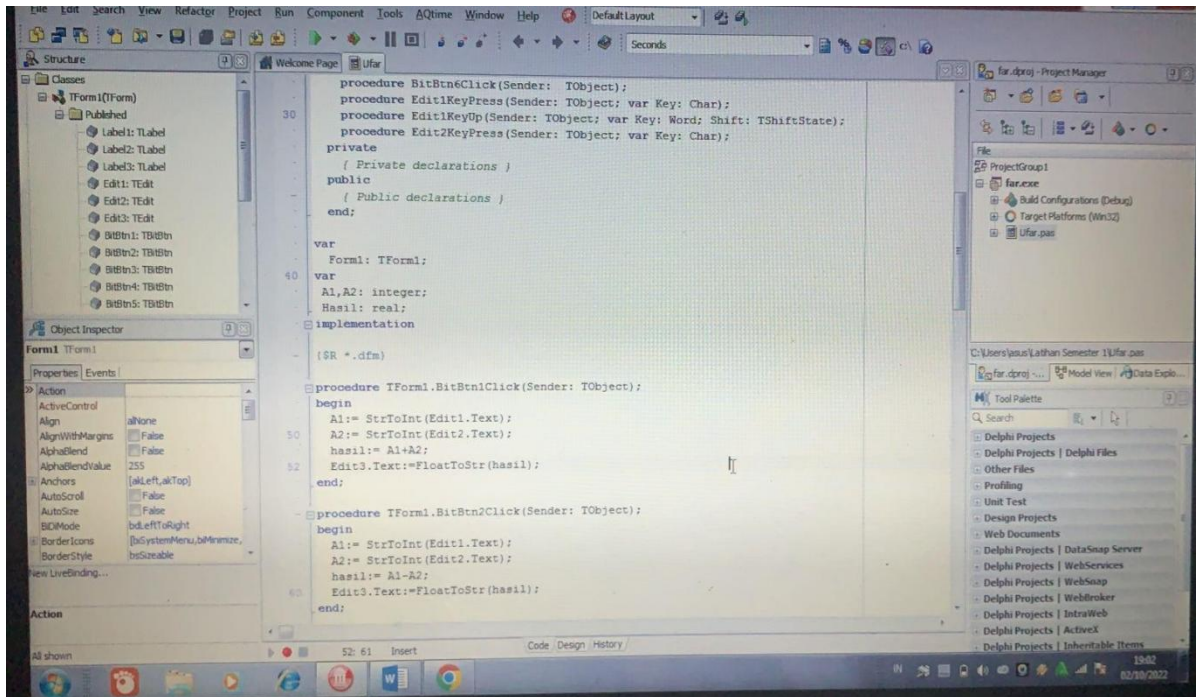 File Edit Search View Refactor Project Run Component Tools AQtime Window Help Default Layout
Seconds
Structure
Classes
TForm1(TForm)
Published
Label1: TLabel
Label2: TLabel
Label3: TLabel
Edit1: TEdit
Edit2: TEdit
Edit3: TEdit
BitBtn1: TBitBtn
BitBtn2: TBitBtn
BitBtn3: TBitBtn
BitBtn4: TBitBtn
BitBtn5: TBitBtn
Object Inspector
Form1 TForm1
Properties Events
Action
ActiveControl
Align alNone
AlignWithMargins False
AlphaBlend False
AlphaBlendValue 255
Anchors [akLeft,akTop]
AutoScroll False
AutoSize False
BiDiMode bdLeftToRight
BorderIcons [biSystemMenu,biMinimize,
BorderStyle bsSizeable
New LiveBinding...
Action
All shown
Welcome Page Ufar
procedure BitBtn6Click(Sender: TObject);
procedure Edit1KeyPress(Sender: TObject; var Key: Char);
30 procedure Edit1KeyUp(Sender: TObject; var Key: Word; Shift: TShiftState);
procedure Edit2KeyPress(Sender: TObject; var Key: Char);
private
{ Private declarations }
public
{ Public declarations }
end;
var
Form1: TForm1;
40 var
A1,A2: integer;
Hasil: real;
implementation
{$R *.dfm}
procedure TForm1.BitBtn1Click(Sender: TObject);
begin
A1:= StrToInt(Edit1.Text);
50 A2:= StrToInt(Edit2.Text);
hasil:= A1+A2;
52 Edit3.Text:=FloatToStr(hasil);
end;
procedure TForm1.BitBtn2Click(Sender: TObject);
begin
A1:= StrToInt(Edit1.Text);
A2:= StrToInt(Edit2.Text);
hasil:= A1-A2;
60 Edit3.Text:=FloatToStr(hasil);
end;
52: 61 Insert Code Design History
far.dproj - Project Manager
File
ProjectGroup1
far.exe
Build Configurations (Debug)
Target Platforms (Win32)
Ufar.pas
C:\Users\asus\Latihan Semester 1\Ufar.pas
far.dproj -... Model View Data Explo...
Tool Palette
Search
Delphi Projects
Delphi Projects | Delphi Files
Other Files
Profiling
Unit Test
Design Projects
Web Documents
Delphi Projects | DataSnap Server
Delphi Projects | WebServices
Delphi Projects | WebSnap
Delphi Projects | WebBroker
Delphi Projects | IntraWeb
Delphi Projects | ActiveX
Delphi Projects | Inheritable Items
IN
19:02
02/10/2022